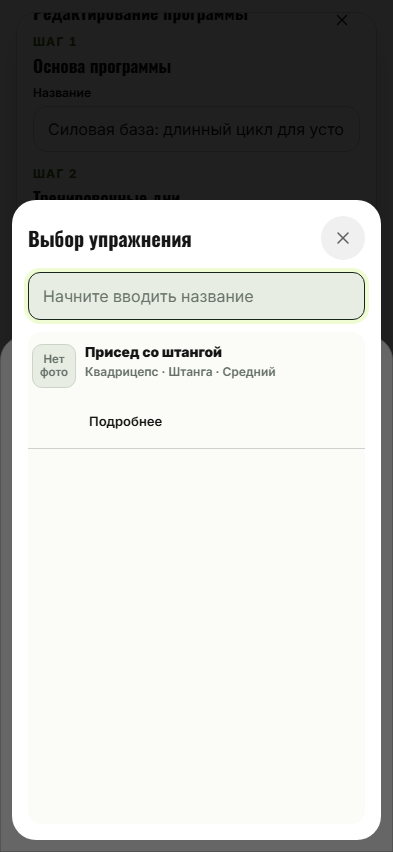 Редактирование программы
ШАГ 1
Основа программы
Название
Силовая база: длинный цикл для усто
ШАГ 2
Тренировочные дни
Выбор упражнения
Начните вводить название
Нет
фото
Присед со штангой
Квадрицепс · Штанга · Средний
Подробнее